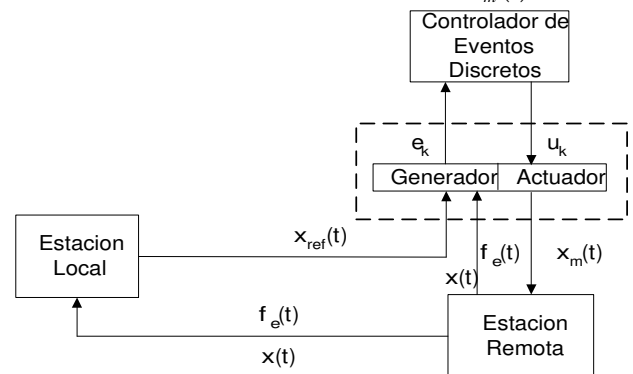 Controlador de
Eventos
Discretos
e_k
u_k
Generador
Actuador
Estacion
Local
x_ref(t)
f_e(t)
x_m(t)
x(t)
f_e(t)
x(t)
Estacion
Remota